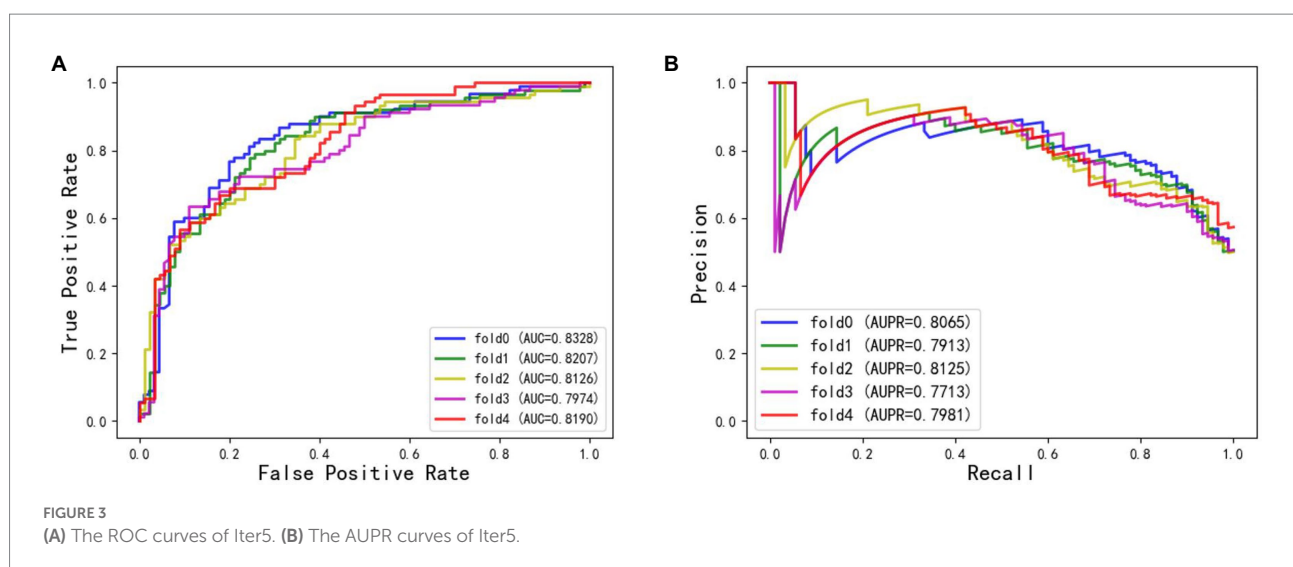 A
1.0
0.8
0.6
0.4
0.2
0.0
True Positive Rate
0.0 0.2 0.4 0.6 0.8 1.0
False Positive Rate
fold0 (AUC=0.8328)
fold1 (AUC=0.8207)
fold2 (AUC=0.8126)
fold3 (AUC=0.7974)
fold4 (AUC=0.8190)
B
1.0
0.8
0.6
0.4
0.2
0.0
Precision
0.0 0.2 0.4 0.6 0.8 1.0
Recall
fold0 (AUPR=0.8065)
fold1 (AUPR=0.7913)
fold2 (AUPR=0.8125)
fold3 (AUPR=0.7713)
fold4 (AUPR=0.7981)
FIGURE 3
(A) The ROC curves of Iter5. (B) The AUPR curves of Iter5.